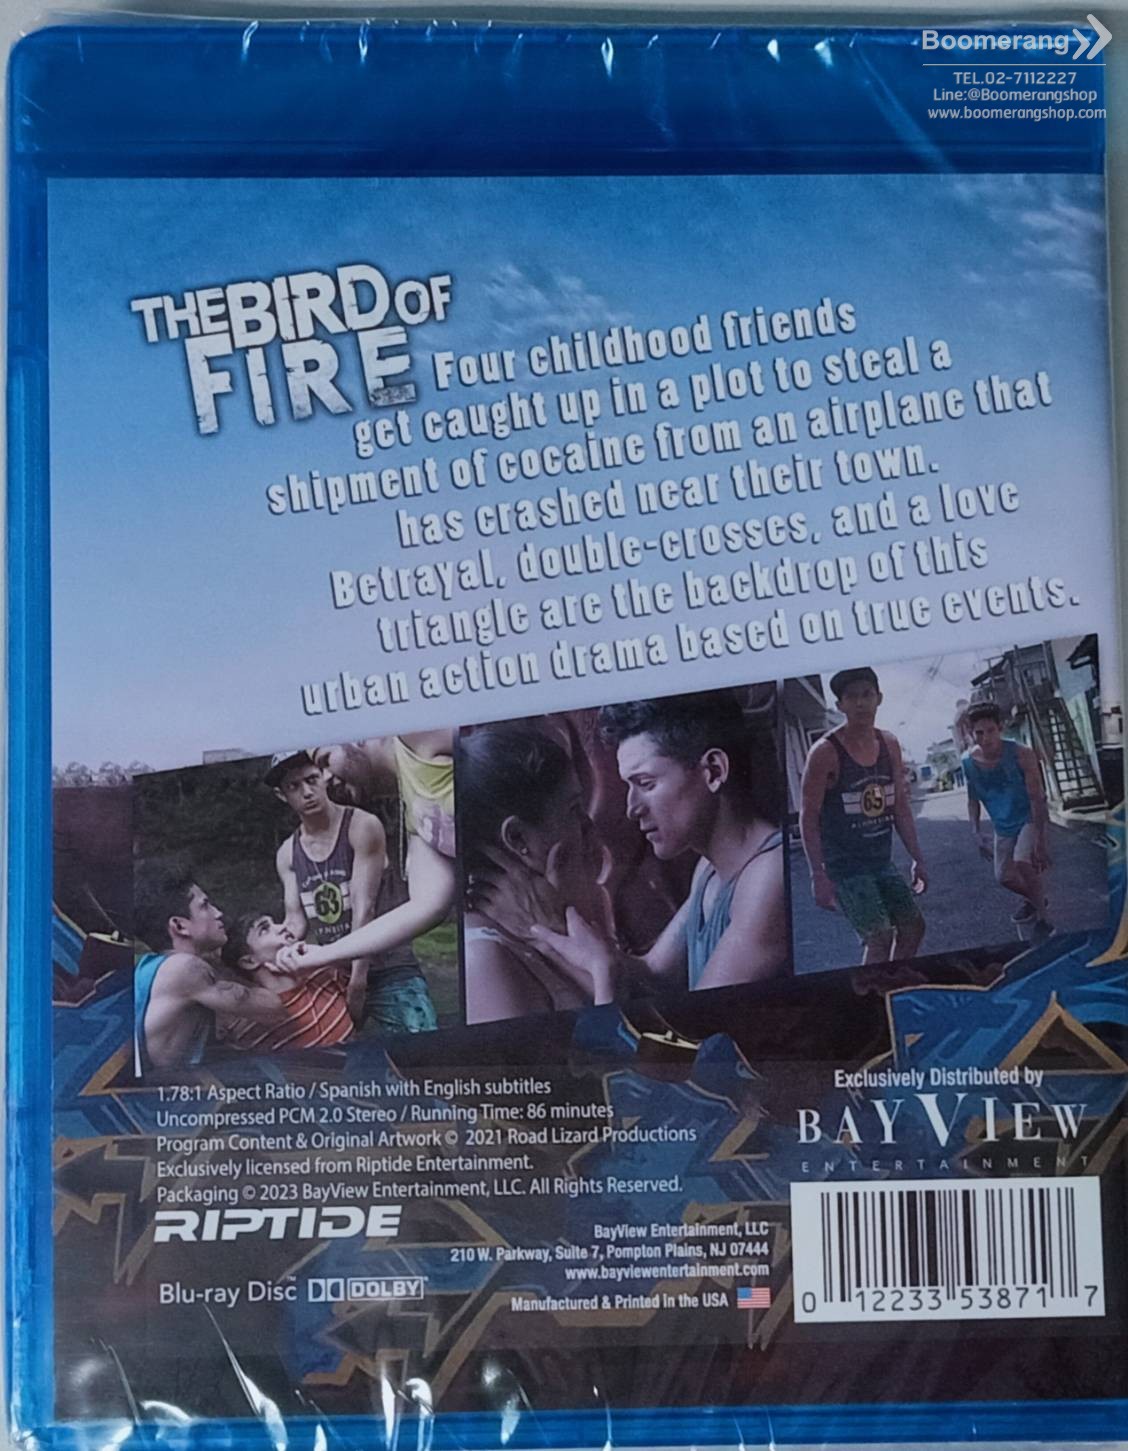 Boomerang
TEL.02-7112227
Line:@Boomerangshop
www.boomerangshop.com
THE BIRD OF
FIRE
Four childhood friends
get caught up in a plot to steal a
shipment of cocaine from an airplane that
has crashed near their town.
Betrayal, double-crosses, and a love
triangle are the backdrop of this
urban action drama based on true events.
63
63
1.78:1 Aspect Ratio / Spanish with English subtitles
Uncompressed PCM 2.0 Stereo / Running Time: 86 minutes
Program Content & Original Artwork © 2021 Road Lizard Productions
Exclusively licensed from Riptide Entertainment.
Packaging © 2023 BayView Entertainment, LLC. All Rights Reserved.
RIPTIDE
Blu-ray Disc™ DOLBY
Exclusively Distributed by
BAYVIEW
ENTERTAINMENT
BayView Entertainment, LLC
210 W. Parkway, Suite 7, Pompton Plains, NJ 07444
www.bayviewentertainment.com
Manufactured & Printed in the USA
0 12233 53871 7